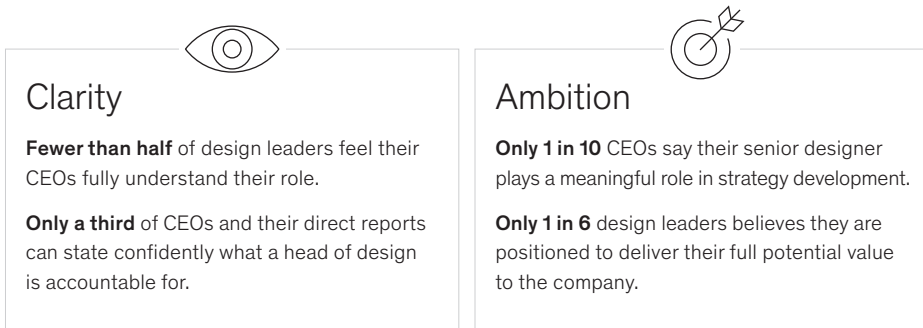 Clarity
Fewer than half of design leaders feel their
CEOs fully understand their role.
Only a third of CEOs and their direct reports
can state confidently what a head of design
is accountable for.
Ambition
Only 1 in 10 CEOs say their senior designer
plays a meaningful role in strategy development.
Only 1 in 6 design leaders believes they are
positioned to deliver their full potential value
to the company.